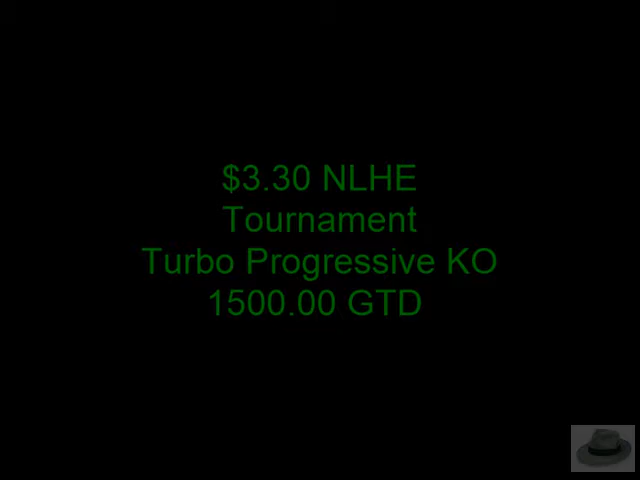 $3.30 NLHE
Tournament
Turbo Progressive KO
1500.00 GTD